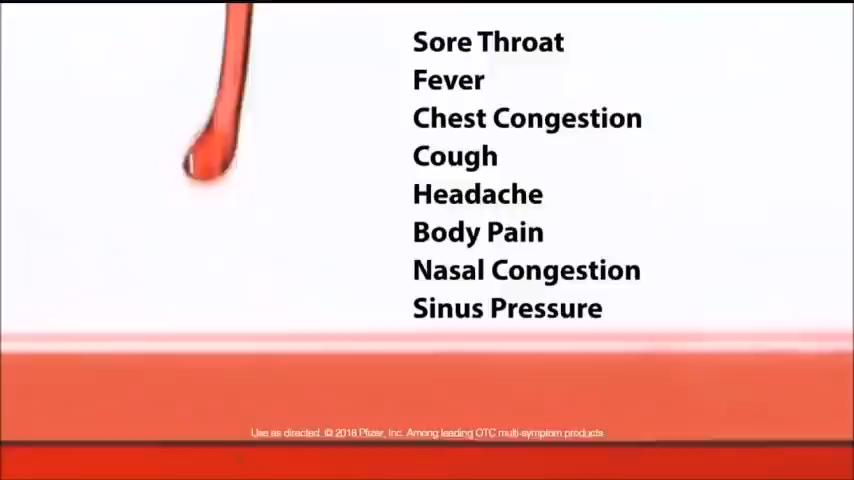 Sore Throat
Fever
Chest Congestion
Cough
Headache
Body Pain
Nasal Congestion
Sinus Pressure
Use as directed. © 2018 Pfizer, Inc. Among leading OTC multi-symptom products